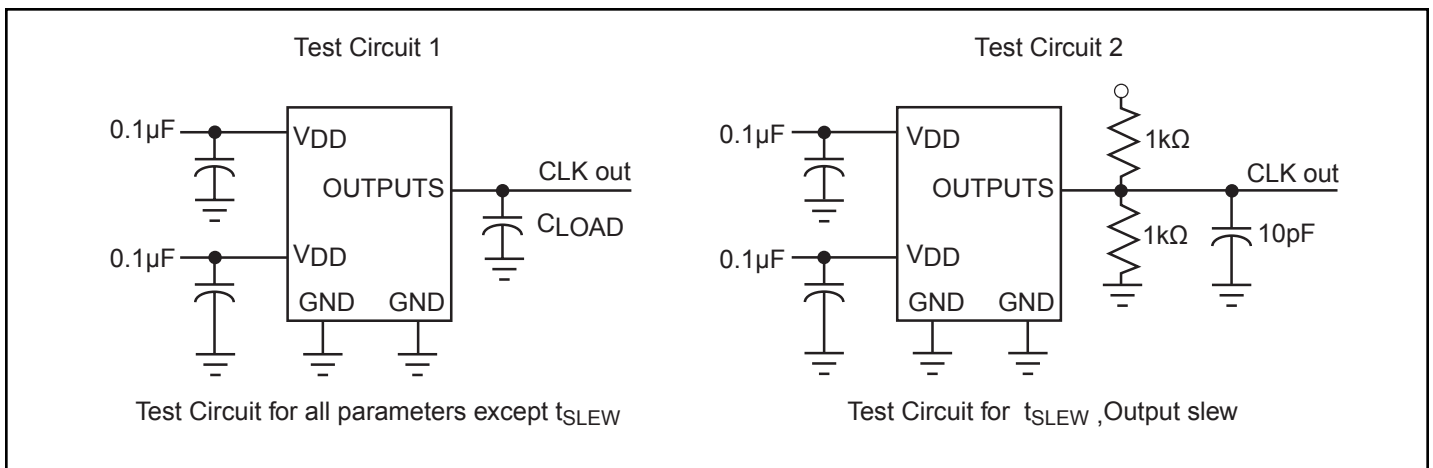 Test Circuit 1
0.1µF
VDD
OUTPUTS
CLK out
CLOAD
0.1µF
VDD
GND GND
Test Circuit for all parameters except tSLEW
Test Circuit 2
0.1µF
VDD
1kΩ
OUTPUTS
CLK out
0.1µF
VDD
1kΩ
10pF
GND GND
Test Circuit for tSLEW ,Output slew